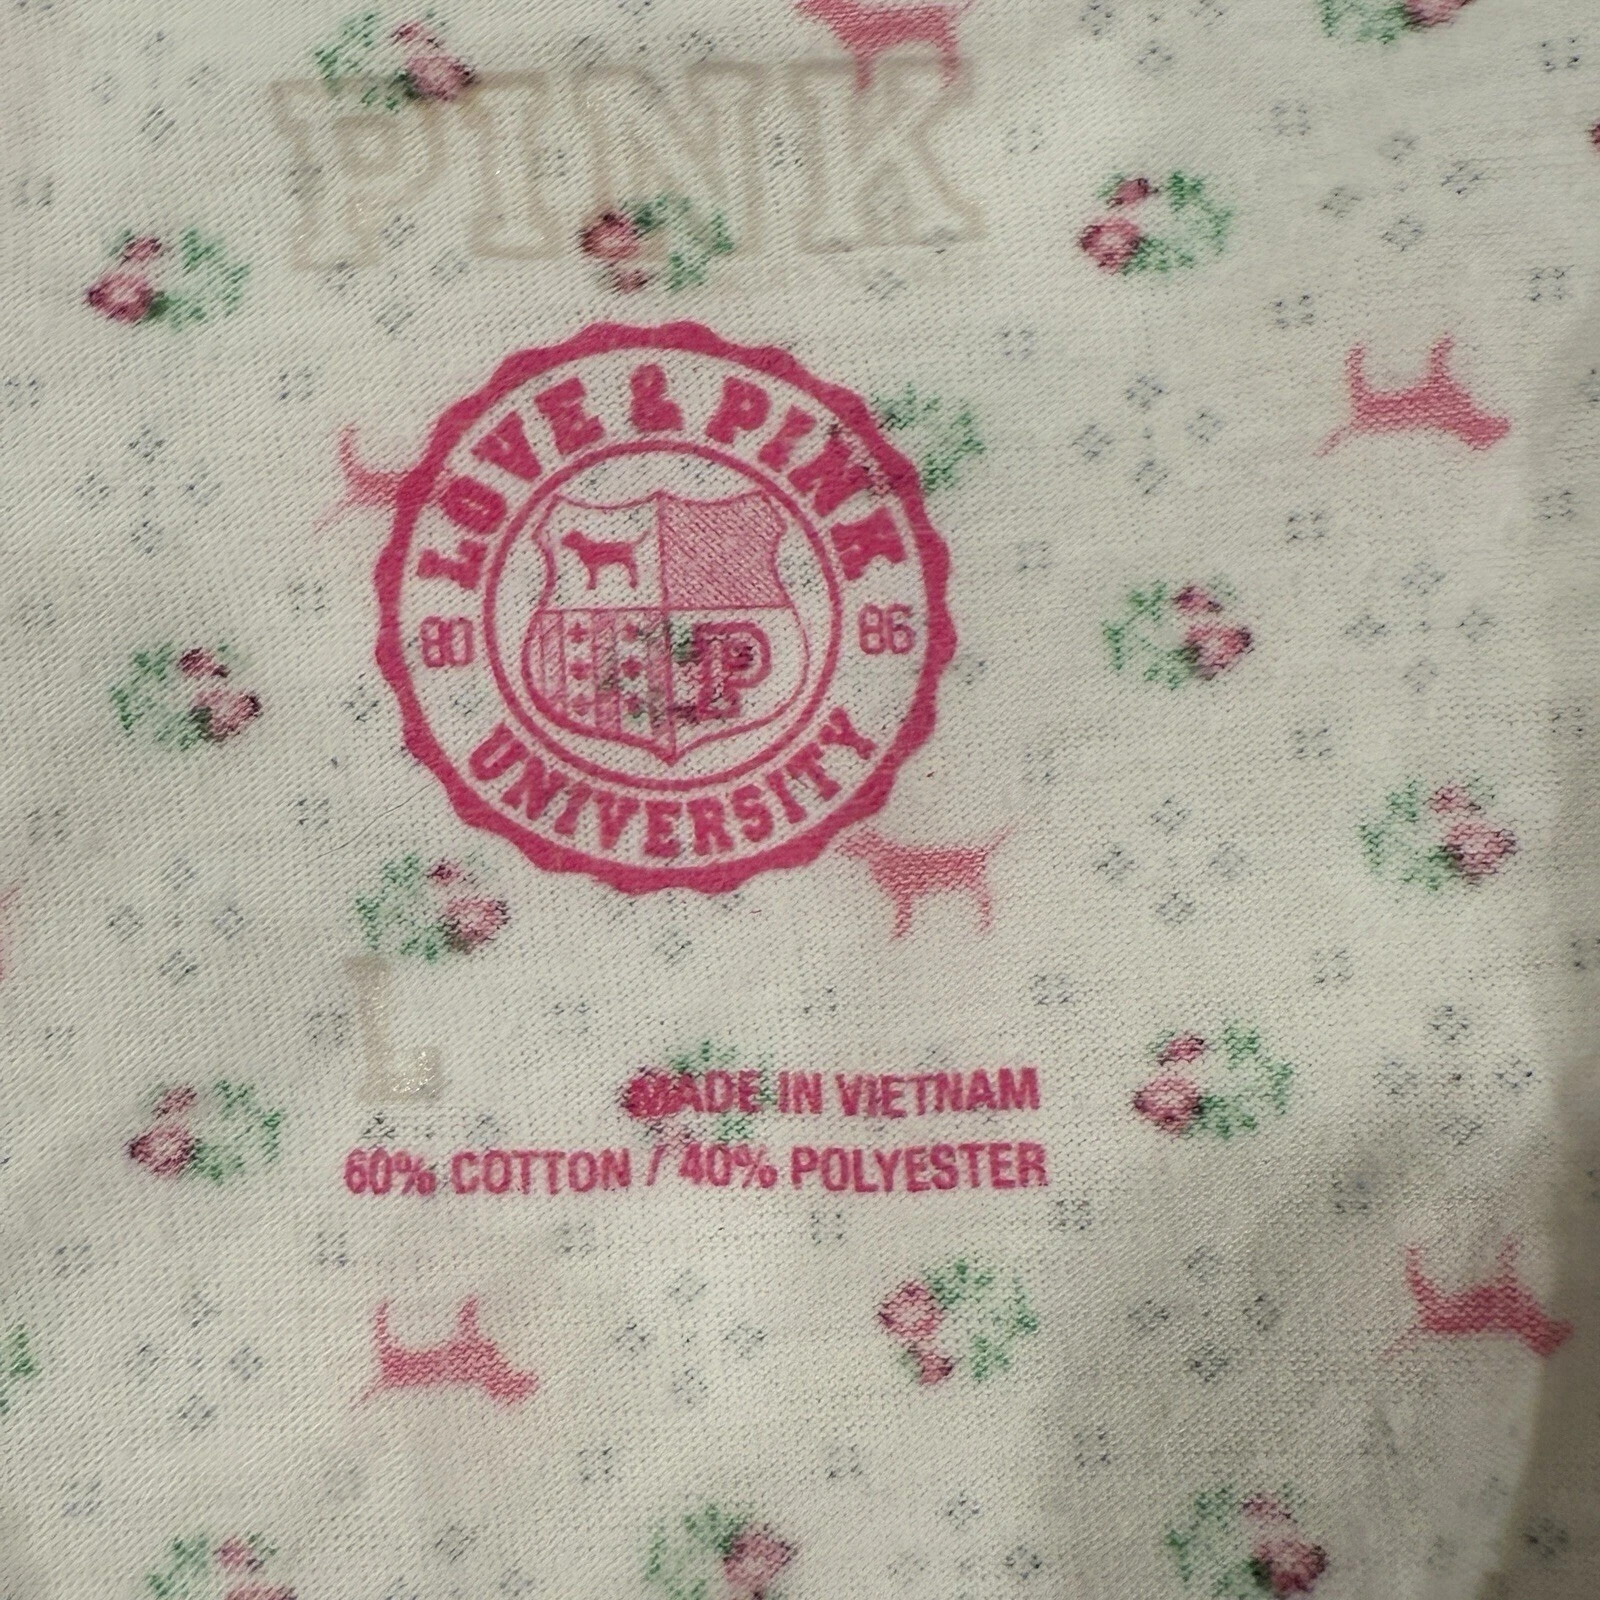 PINK
LOVE & PINK
80 86
P
UNIVERSITY
L
MADE IN VIETNAM
60% COTTON / 40% POLYESTER